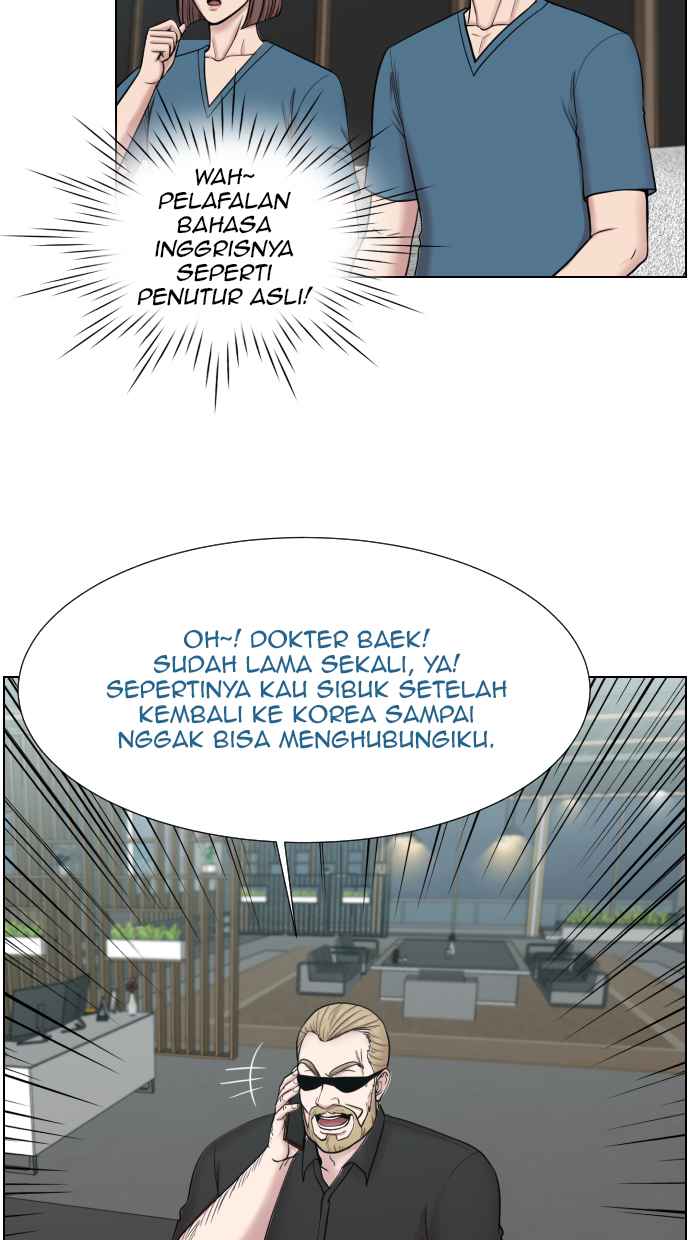 WAH~
PELAFALAN
BAHASA
INGGRISNYA
SEPERTI
PENUTUR ASLI!
OH~! DOKTER BAEK!
SUDAH LAMA SEKALI, YA!
SEPERTINYA KAU SIBUK SETELAH
KEMBALI KE KOREA SAMPAI
NGGAK BISA MENGHUBUNGIKU.